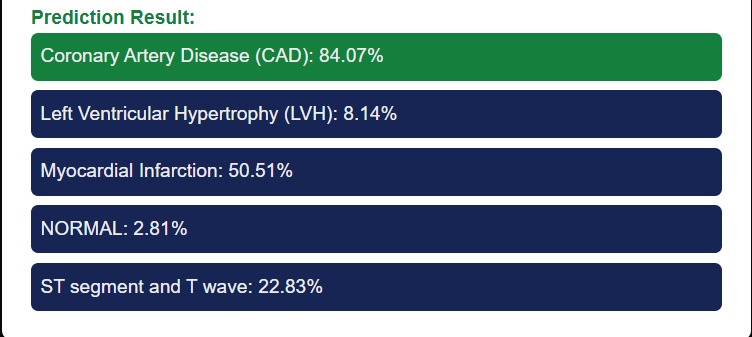 Prediction Result:
Coronary Artery Disease (CAD): 84.07%
Left Ventricular Hypertrophy (LVH): 8.14%
Myocardial Infarction: 50.51%
NORMAL: 2.81%
ST segment and T wave: 22.83%